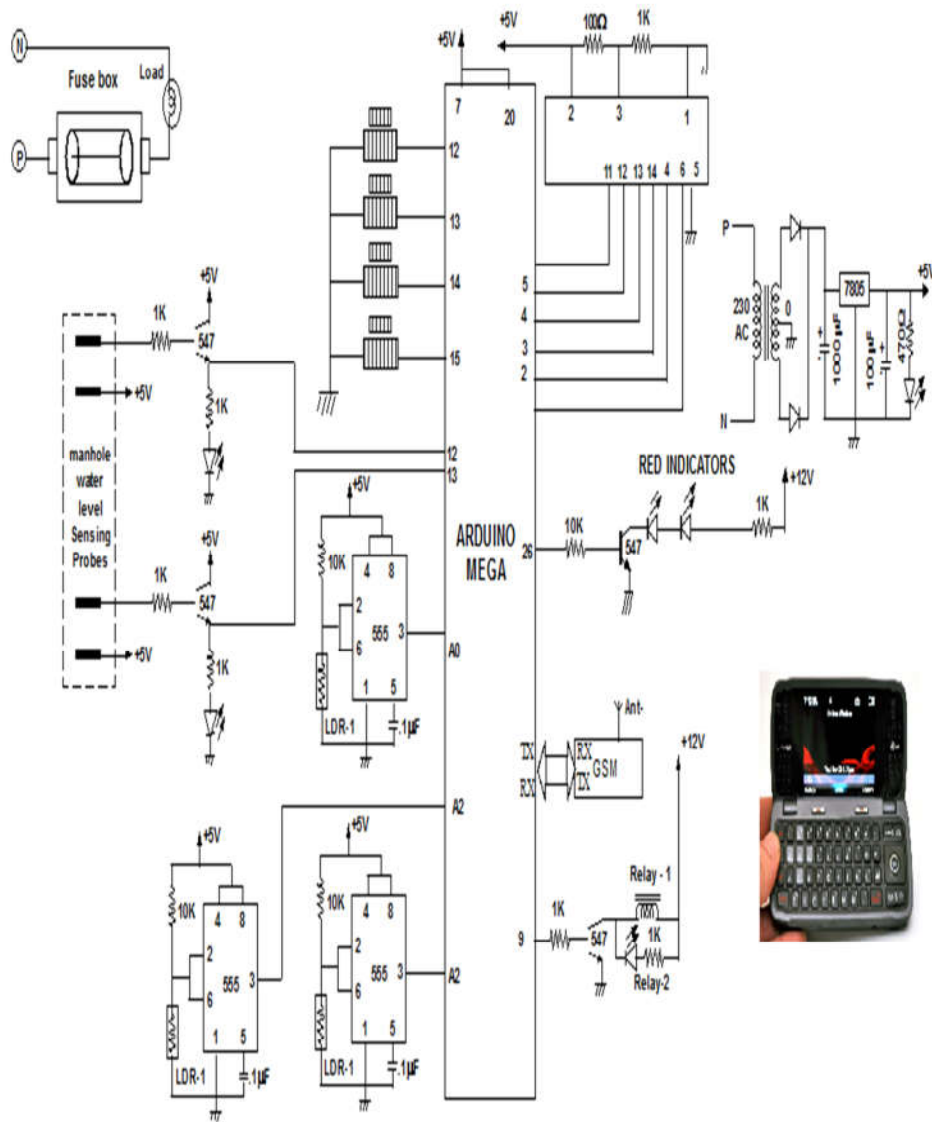 N
Fuse box
Load
P
+5V
7
20
12
13
14
15
+5V
100Ω
1K
2
3
1
11 12 13 14 4 6 5
5
4
3
2
P
230
AC
N
0
7805
+5V
1000µF
100µF
470Ω
manhole
water
level
Sensing
Probes
1K
+5V
547
+5V
1K
12
13
1K
+5V
547
+5V
1K
ARDUINO
MEGA
+5V
10K
4 8
2
555
3
6
1 5
LDR-1
.1µF
A0
RED INDICATORS
+12V
1K
10K
547
26
Ant-
TX
RX
RX
TX
GSM
+12V
A2
+5V
10K
4 8
2
555
3
6
1 5
LDR-1
.1µF
+5V
10K
4 8
2
555
3
6
1 5
LDR-1
.1µF
A2
9
1K
547
Relay - 1
1K
Relay-2